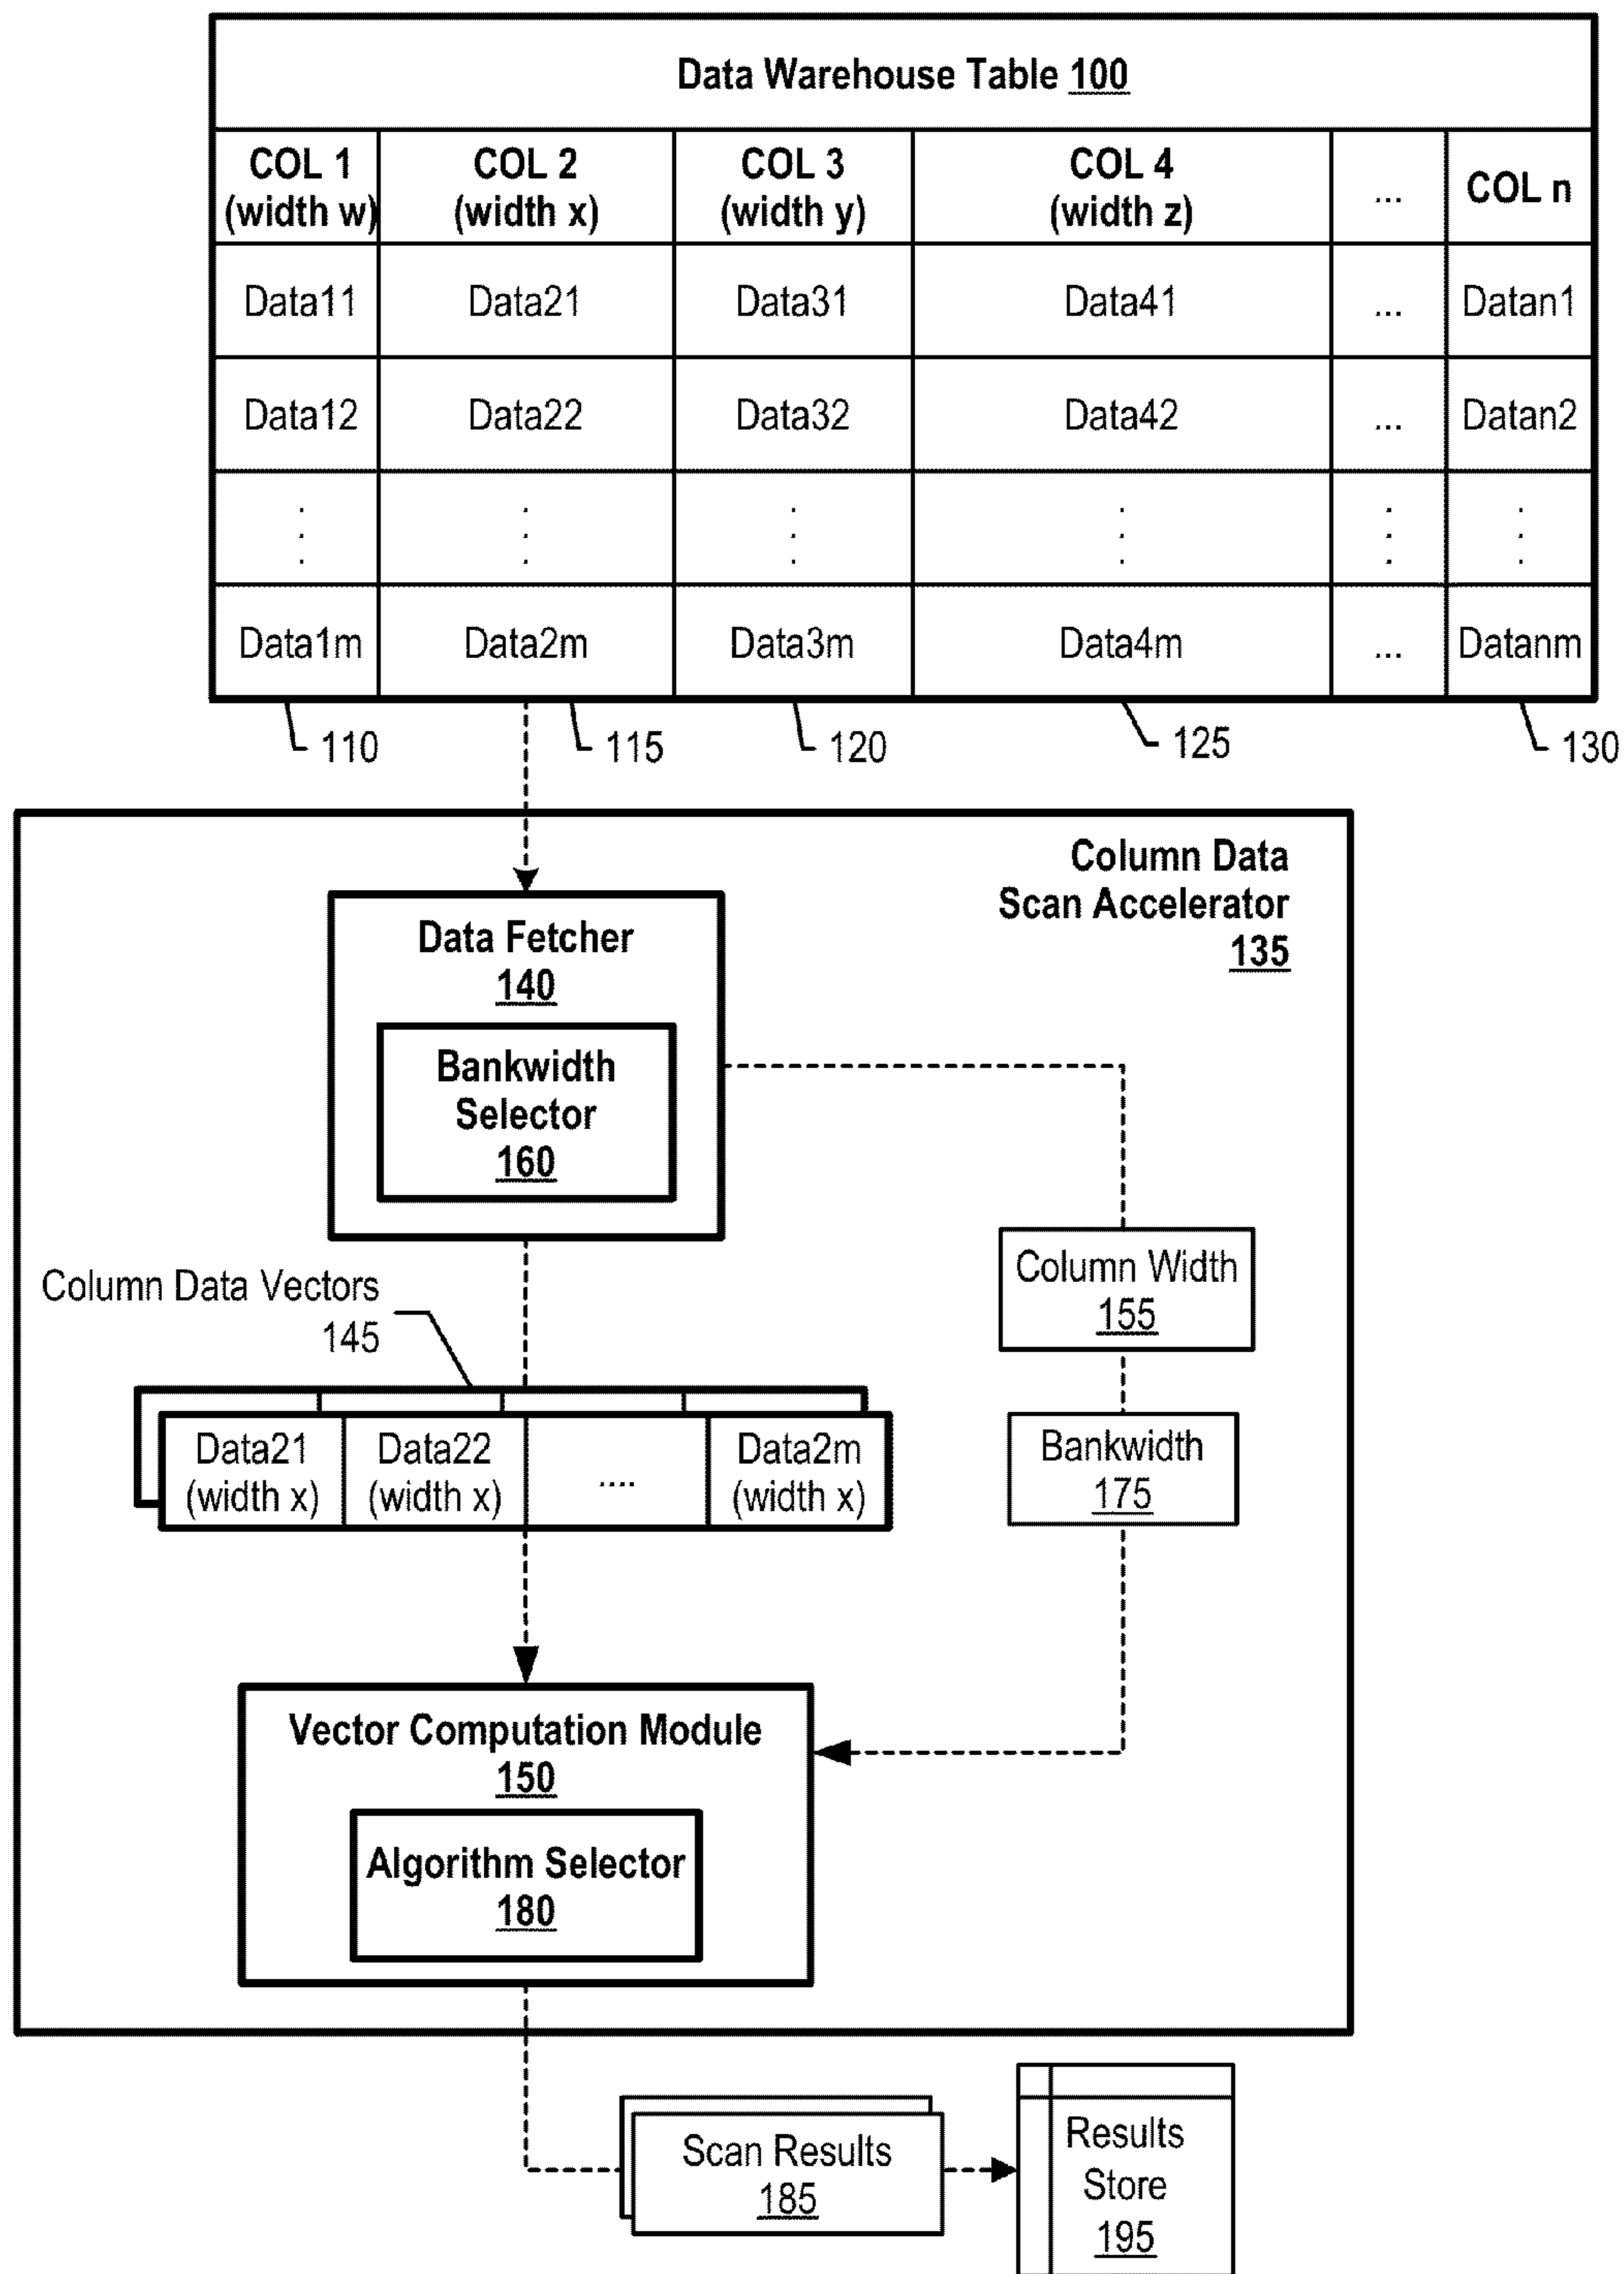 Data Warehouse Table 100
COL 1 COL 2 COL 3 COL 4 ... COL n
(width w) (width x) (width y) (width z)
Data11 Data21 Data31 Data41 ... Datan1
Data12 Data22 Data32 Data42 ... Datan2
Data1m Data2m Data3m Data4m ... Datanm
110 115 120 125 130
Column Data
Scan Accelerator
135
Data Fetcher
140
Bankwidth
Selector
160
Column Width
155
Column Data Vectors
145
Bankwidth
175
Data21 Data22 .... Data2m
(width x) (width x) (width x)
Vector Computation Module
150
Algorithm Selector
180
Scan Results
185
Results
Store
195